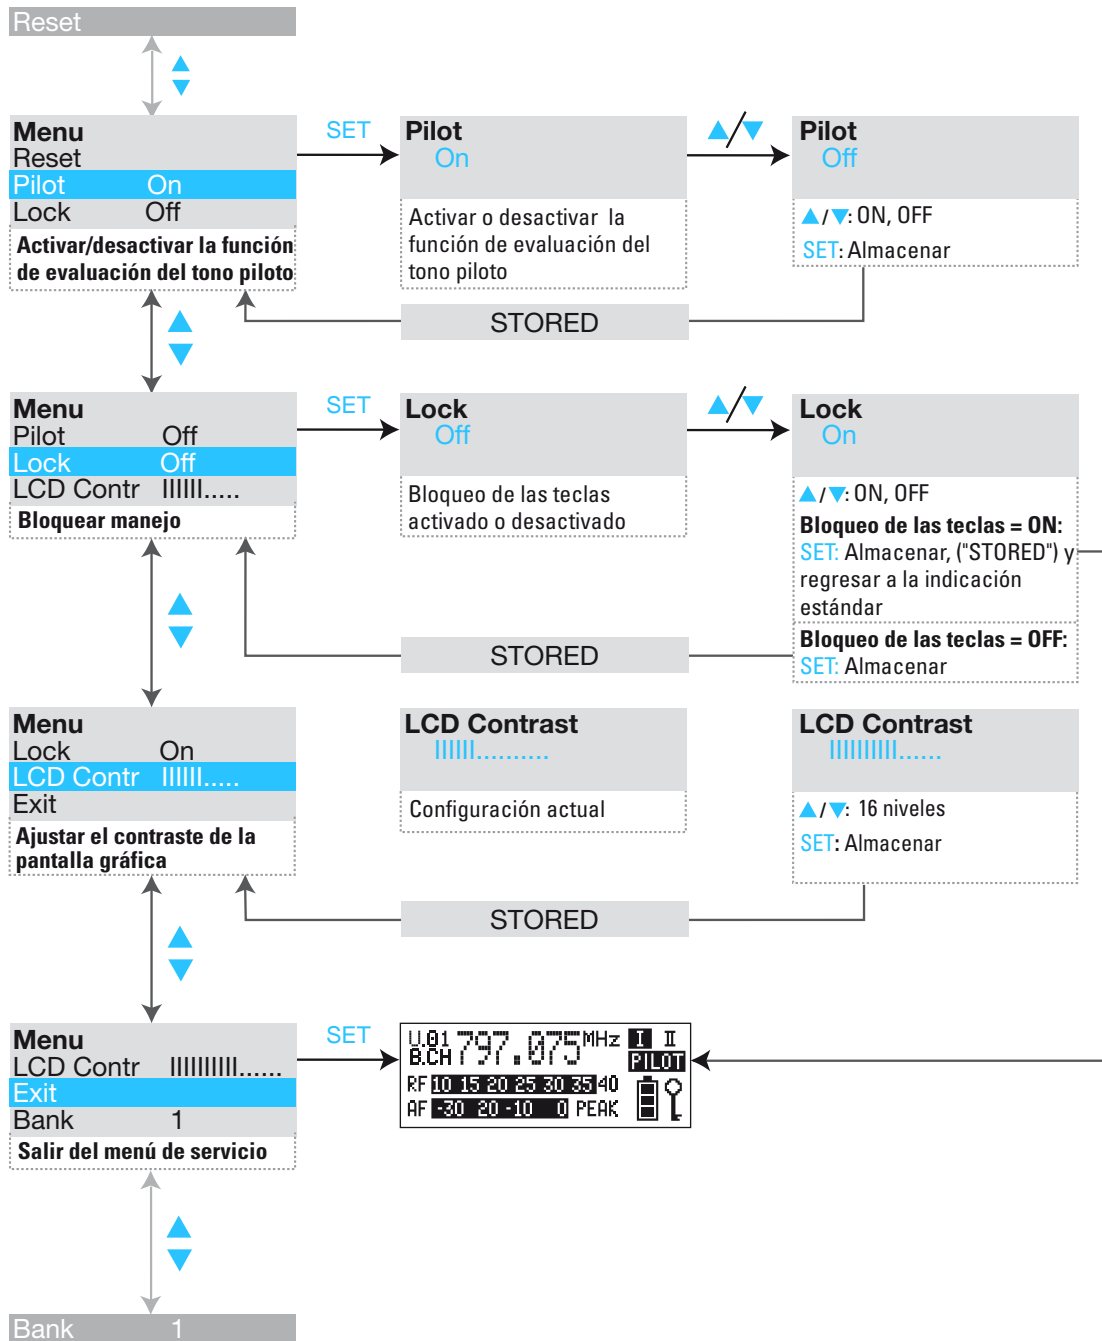 Reset
Menu
Reset
Pilot On
Lock Off
Activar/desactivar la función
de evaluación del tono piloto
SET
Pilot
On
Activar o desactivar la
función de evaluación del
tono piloto
▲/▼
Pilot
Off
▲/▼: ON, OFF
SET: Almacenar
STORED
Menu
Pilot Off
Lock Off
LCD Contr IIIIII.....
Bloquear manejo
SET
Lock
Off
Bloqueo de las teclas
activado o desactivado
▲/▼
Lock
On
▲/▼: ON, OFF
Bloqueo de las teclas = ON:
SET: Almacenar, ("STORED") y
regresar a la indicación
estándar
Bloqueo de las teclas = OFF:
SET: Almacenar
STORED
Menu
Lock On
LCD Contr IIIIII.....
Exit
Ajustar el contraste de la
pantalla gráfica
LCD Contrast
IIIIII..........
Configuración actual
LCD Contrast
IIIIIIIIII......
▲/▼: 16 niveles
SET: Almacenar
STORED
Menu
LCD Contr IIIIIIIIII......
Exit
Bank 1
Salir del menú de servicio
SET
U.01 797.075 MHz I II
B.CH PILOT
RF 10 15 20 25 30 35 40
AF -30 20 -10 0 PEAK
Bank 1